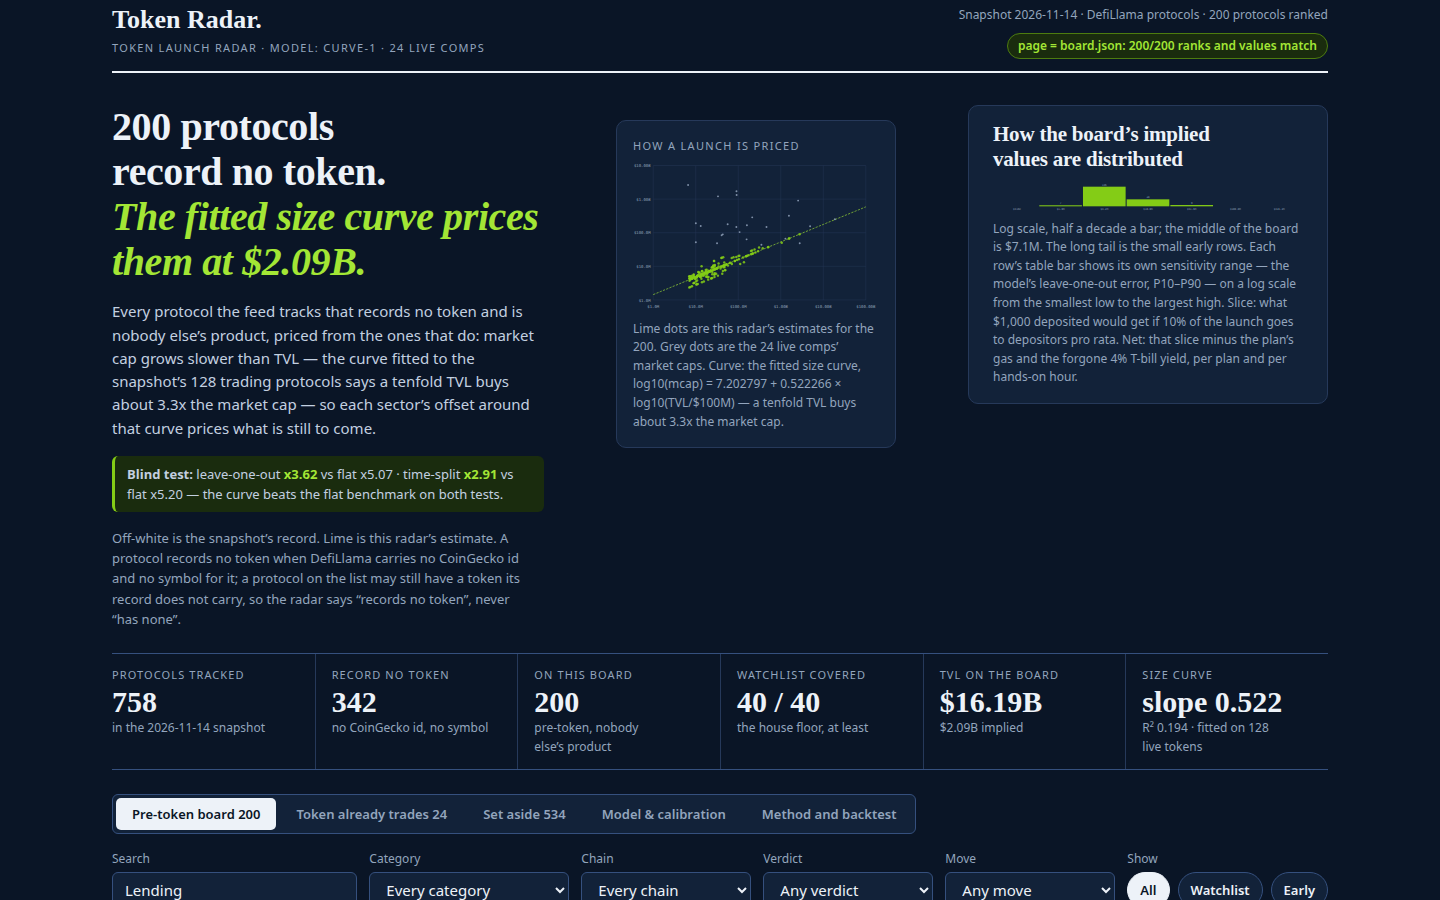 Token Radar.
TOKEN LAUNCH RADAR · MODEL: CURVE-1 · 24 LIVE COMPS
Snapshot 2026-11-14 · DefiLlama protocols · 200 protocols ranked
page = board.json: 200/200 ranks and values match
200 protocols
record no token.
The fitted size curve prices
them at $2.09B.
Every protocol the feed tracks that records no token and is
nobody else’s product, priced from the ones that do: market
cap grows slower than TVL — the curve fitted to the
snapshot’s 128 trading protocols says a tenfold TVL buys
about 3.3x the market cap — so each sector’s offset around
that curve prices what is still to come.
Blind test: leave-one-out x3.62 vs flat x5.07 · time-split x2.91 vs
flat x5.20 — the curve beats the flat benchmark on both tests.
Off-white is the snapshot’s record. Lime is this radar’s estimate. A
protocol records no token when DefiLlama carries no CoinGecko id
and no symbol for it; a protocol on the list may still have a token its
record does not carry, so the radar says “records no token”, never
“has none”.
HOW A LAUNCH IS PRICED
Lime dots are this radar’s estimates for the
200. Grey dots are the 24 live comps’
market caps. Curve: the fitted size curve,
log10(mcap) = 7.202797 + 0.522266 ×
log10(TVL/$100M) — a tenfold TVL buys
about 3.3x the market cap.
How the board’s implied
values are distributed
Log scale, half a decade a bar; the middle of the board
is $7.1M. The long tail is the small early rows. Each
row’s table bar shows its own sensitivity range — the
model’s leave-one-out error, P10–P90 — on a log scale
from the smallest low to the largest high. Slice: what
$1,000 deposited would get if 10% of the launch goes
to depositors pro rata. Net: that slice minus the plan’s
gas and the forgone 4% T-bill yield, per plan and per
hands-on hour.
PROTOCOLS TRACKED
758
in the 2026-11-14 snapshot
RECORD NO TOKEN
342
no CoinGecko id, no symbol
ON THIS BOARD
200
pre-token, nobody
else’s product
WATCHLIST COVERED
40 / 40
the house floor, at least
TVL ON THE BOARD
$16.19B
$2.09B implied
SIZE CURVE
slope 0.522
R² 0.194 · fitted on 128
live tokens
Pre-token board 200
Token already trades 24
Set aside 534
Model & calibration
Method and backtest
Search
Category
Chain
Verdict
Move
Show
Lending
Every category
Every chain
Any verdict
Any move
All
Watchlist
Early